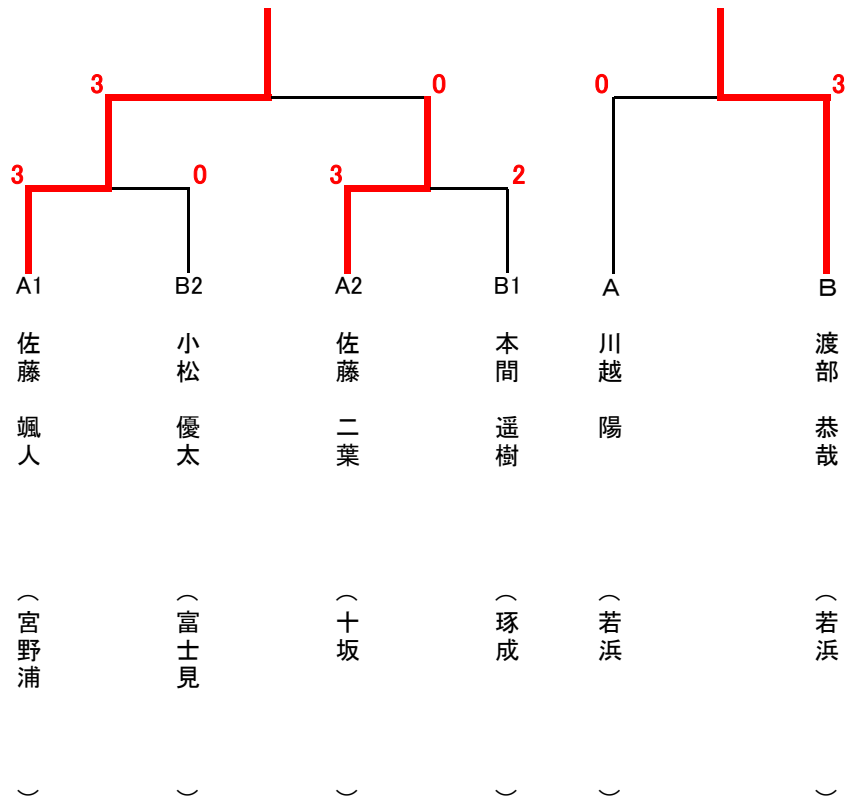 3
0
0
3
3
0
3
2
A1
B2
A2
B1
A
B
佐藤 颯人 （宮野浦）
小松 優太 （富士見）
佐藤 二葉 （十坂）
本間 遥樹 （琢成）
川越 陽 （若浜）
渡部 恭哉 （若浜）